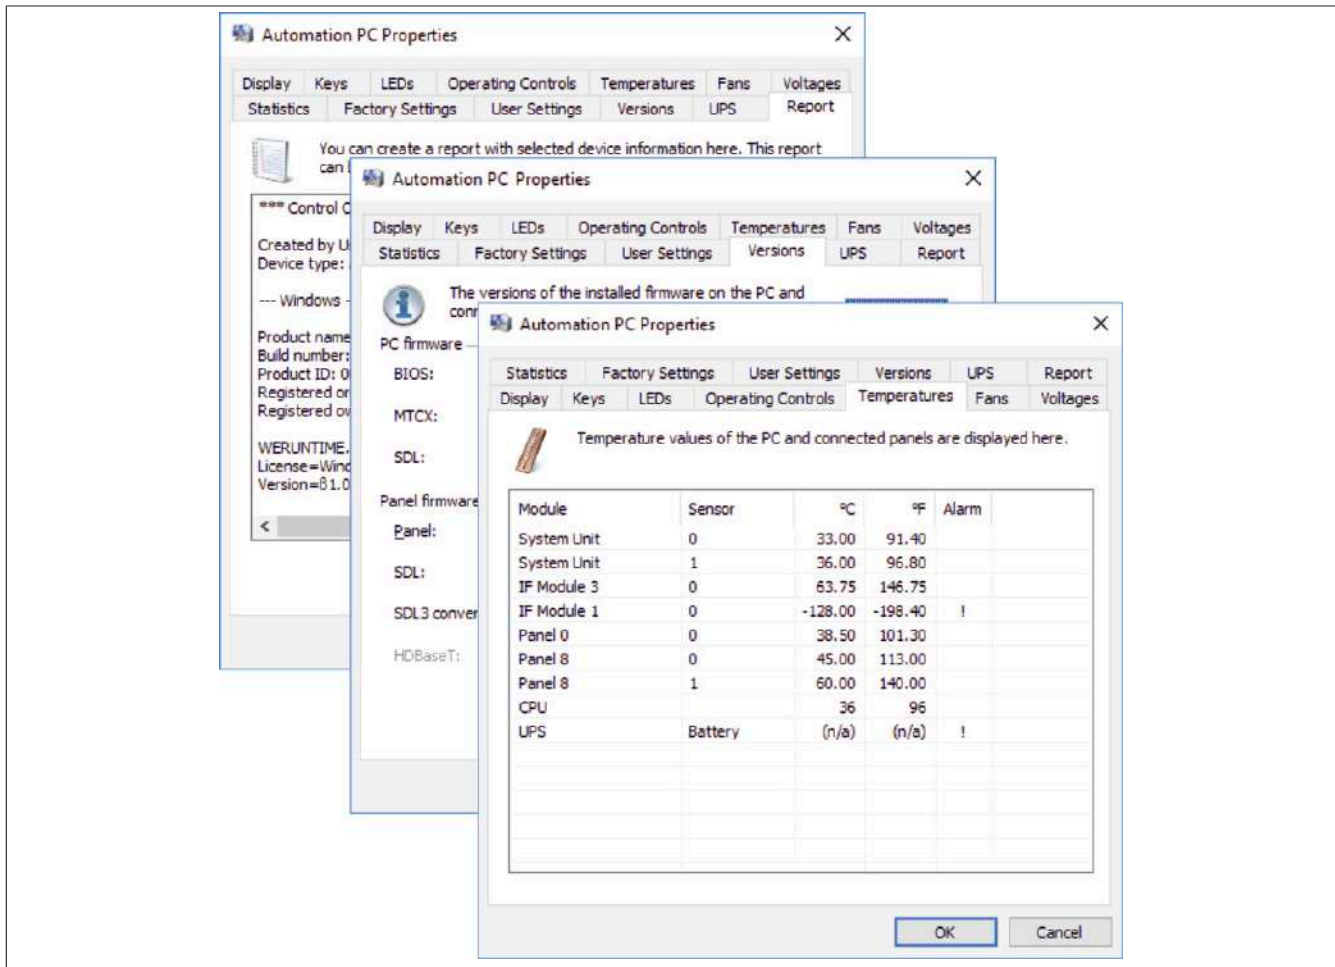 Automation PC Properties
Display Keys LEDs Operating Controls Temperatures Fans Voltages
Statistics Factory Settings User Settings Versions UPS Report
You can create a report with selected device information here. This report
can
*** Control
Created by
Device type:
--- Windows
Product name
Build number:
Product ID:
Registered
Registered
WERUNTIME.
License=
Automation PC Properties
Display Keys LEDs Operating Controls Temperatures Fans Voltages
Statistics Factory Settings User Settings Versions UPS Report
The versions of the installed firmware on the PC and
PC firmware
BIOS:
MTCX:
SDL:
Panel firmware
Panel:
SDL:
SDL3 conver
HDBaseT:
Automation PC Properties
Statistics Factory Settings User Settings Versions UPS Report
Display Keys LEDs Operating Controls Temperatures Fans Voltages
Temperature values of the PC and connected panels are displayed here.
Module Sensor °C °F Alarm
System Unit 0 33.00 91.40
System Unit 1 36.00 96.80
IF Module 3 0 63.75 146.75
IF Module 1 0 -128.00 -198.40 !
Panel 0 0 38.50 101.30
Panel 8 0 45.00 113.00
Panel 8 1 60.00 140.00
CPU 36 96
UPS Battery (n/a) (n/a) !
OK Cancel